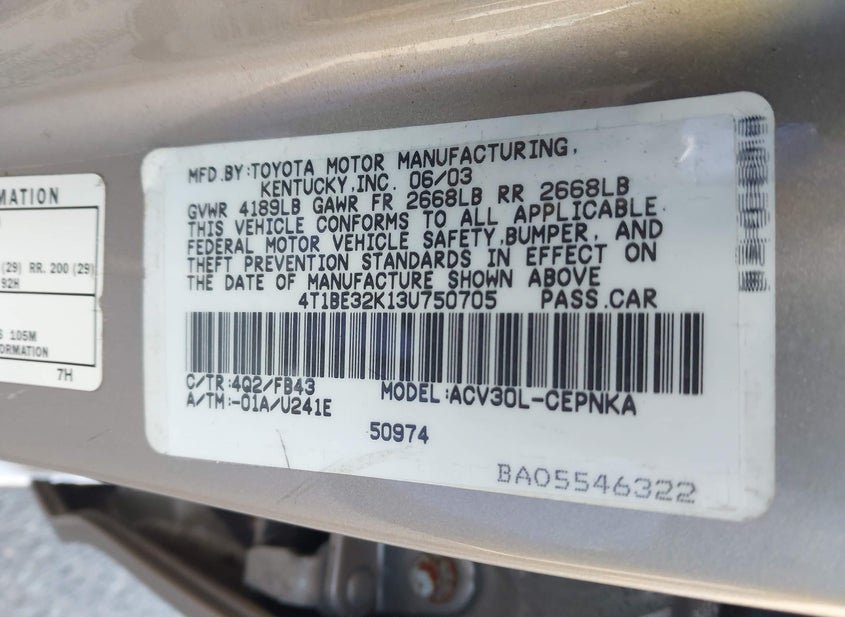 MATION
(29) RR. 200 (29)
92H
S 105M
ORMATION
7H
MFD.BY:TOYOTA MOTOR MANUFACTURING,
KENTUCKY,INC. 06/03
GVWR 4189LB GAWR FR 2668LB RR 2668LB
THIS VEHICLE CONFORMS TO ALL APPLICABLE
FEDERAL MOTOR VEHICLE SAFETY,BUMPER, AND
THEFT PREVENTION STANDARDS IN EFFECT ON
THE DATE OF MANUFACTURE SHOWN ABOVE
4T1BE32K13U750705 PASS.CAR
C/TR:4Q2/FB43 MODEL:ACV30L-CEPNKA
A/TM:-01A/U241E
50974
BA05546322